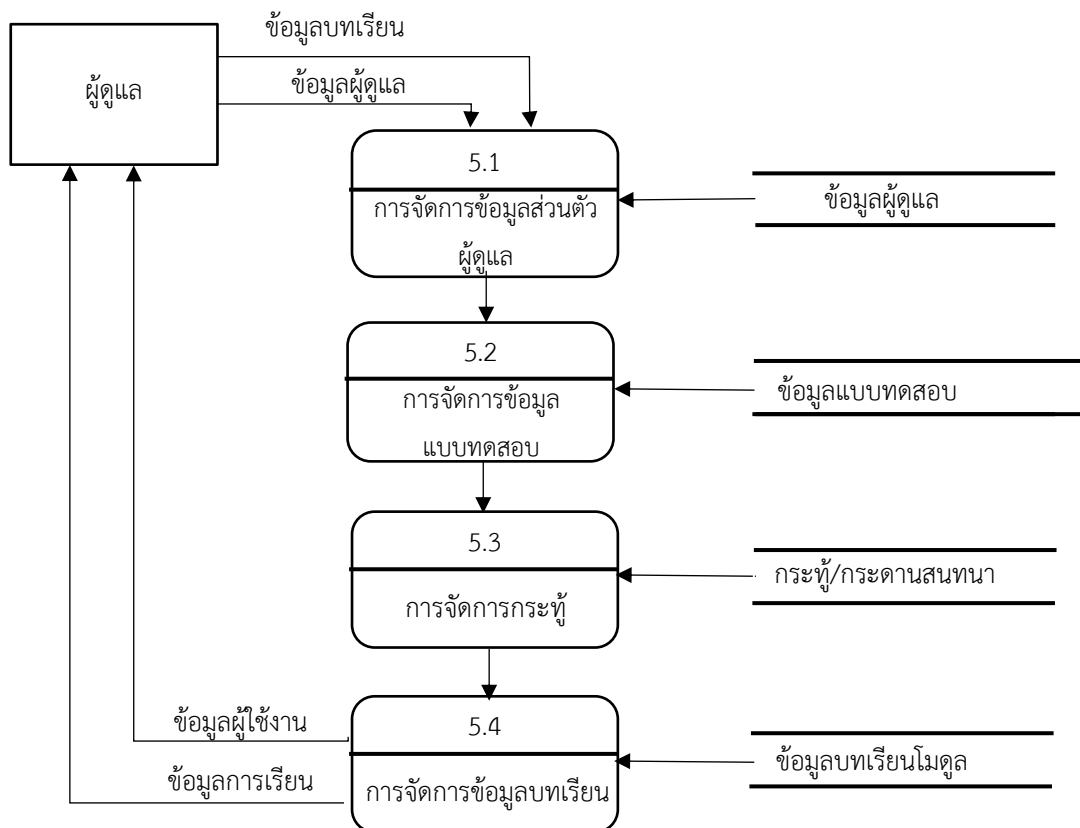 ข้อมูลบทเรียน
ผู้ดูแล
ข้อมูลผู้ดูแล
5.1
การจัดการข้อมูลส่วนตัว
ผู้ดูแล
ข้อมูลผู้ดูแล
5.2
การจัดการข้อมูล
แบบทดสอบ
ข้อมูลแบบทดสอบ
5.3
การจัดการกระทู้
กระทู้/กระดานสนทนา
ข้อมูลผู้ใช้งาน
ข้อมูลการเรียน
5.4
การจัดการข้อมูลบทเรียน
ข้อมูลบทเรียนโมดูล